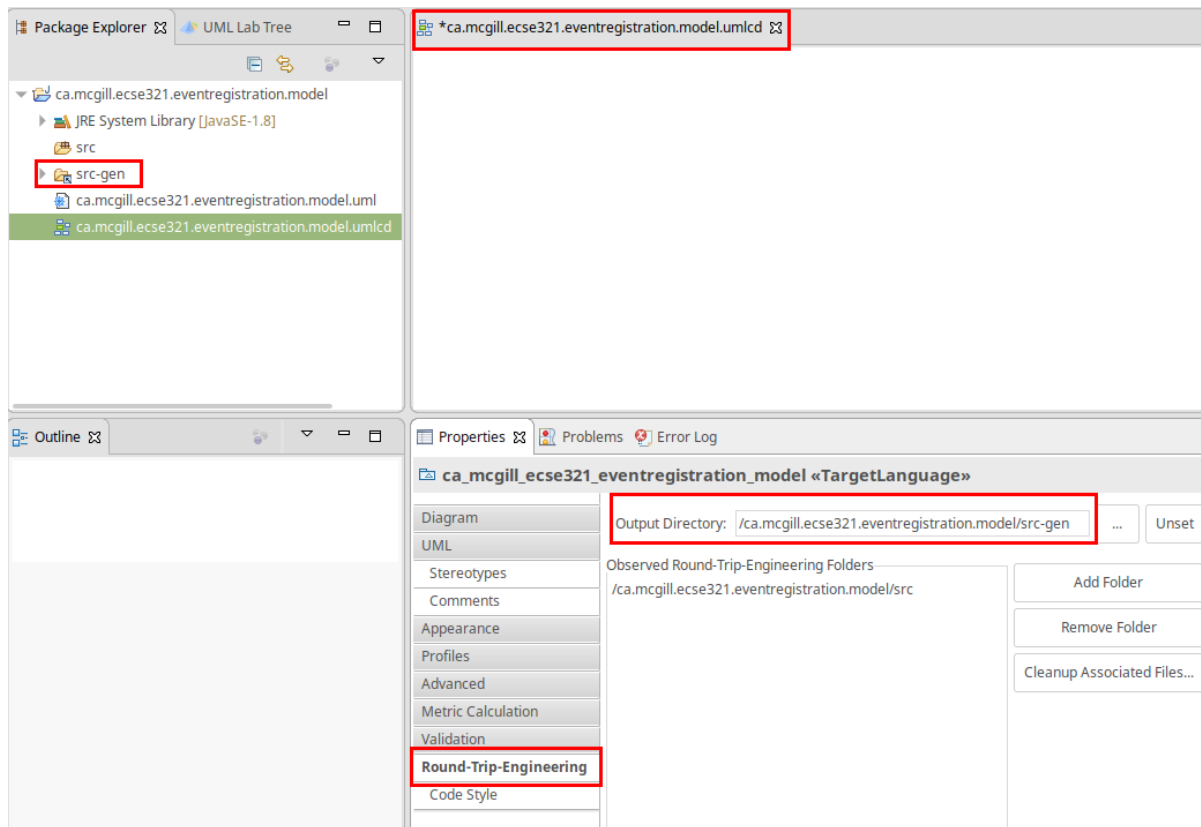 Package Explorer
UML Lab Tree
*ca.mcgill.ecse321.eventregistration.model.umlcd
ca.mcgill.ecse321.eventregistration.model
JRE System Library [JavaSE-1.8]
src
src-gen
ca.mcgill.ecse321.eventregistration.model.uml
ca.mcgill.ecse321.eventregistration.model.umlcd
Outline
Properties
Problems
Error Log
ca_mcgill_ecse321_eventregistration_model «TargetLanguage»
Diagram
UML
Stereotypes
Comments
Appearance
Profiles
Advanced
Metric Calculation
Validation
Round-Trip-Engineering
Code Style
Output Directory: /ca.mcgill.ecse321.eventregistration.model/src-gen ... Unset
Observed Round-Trip-Engineering Folders
/ca.mcgill.ecse321.eventregistration.model/src
Add Folder
Remove Folder
Cleanup Associated Files...